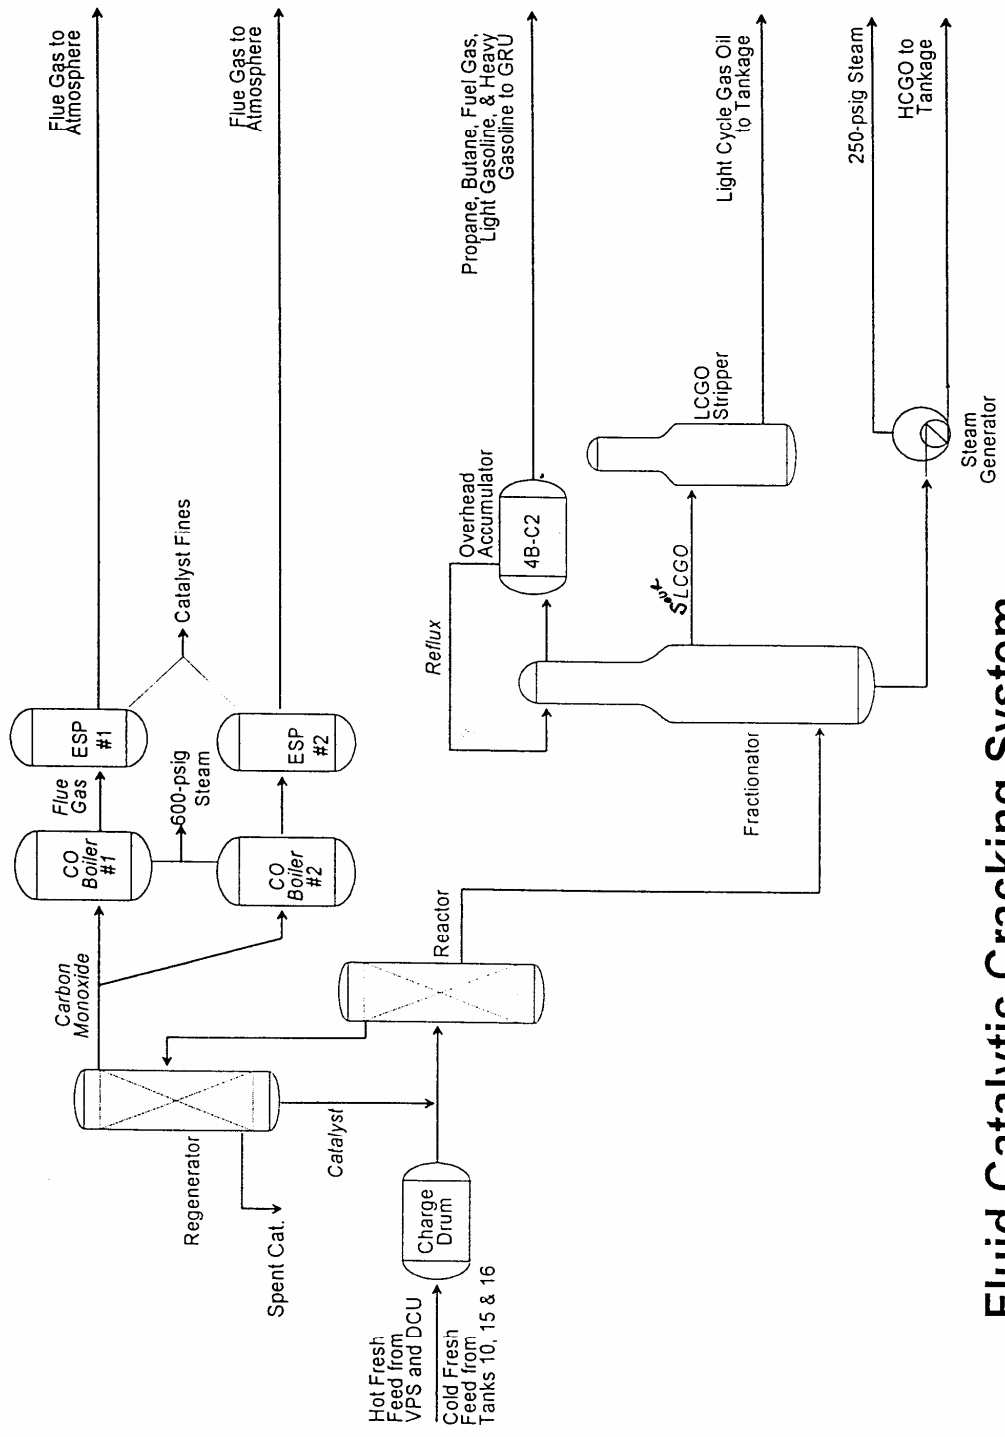 Flue Gas to
Atmosphere
Flue Gas to
Atmosphere
Propane, Butane, Fuel Gas,
Light Gasoline, & Heavy
Gasoline to GRU
Light Cycle Gas Oil
to Tankage
250-psig Steam
HCGO to
Tankage
Catalyst Fines
ESP
#1
ESP
#2
Flue
Gas
600-psig
Steam
CO
Boiler
#1
CO
Boiler
#2
Carbon
Monoxide
Overhead
Accumulator
4B-C2
Reflux
LCGO
Stripper
Sour
SLCGO
Steam
Generator
Fractionator
Reactor
Regenerator
Catalyst
Spent Cat.
Charge
Drum
Hot Fresh
Feed from
VPS and DCU
Cold Fresh
Feed from
Tanks 10, 15 & 16
Fluid Catalytic Cracking System